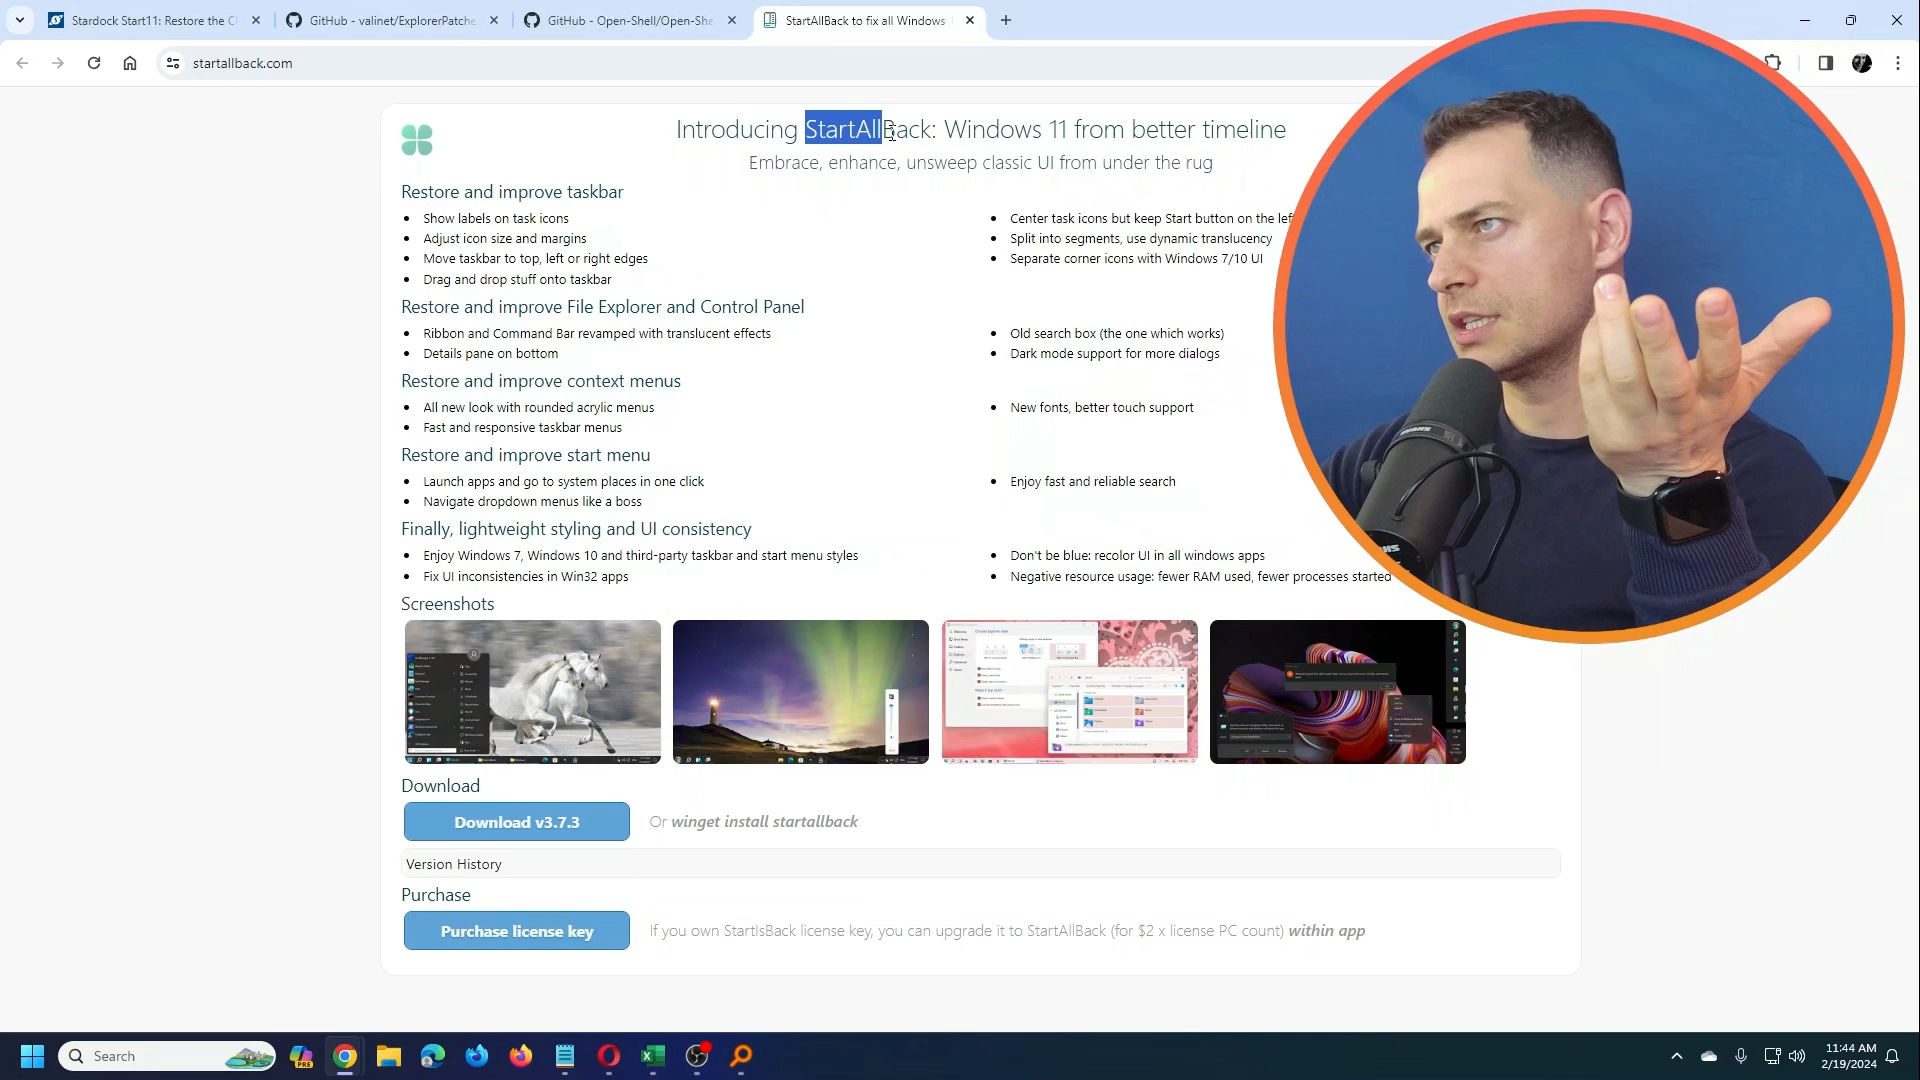 Stardock Start11: Restore the Cl
GitHub - valinet/ExplorerPatche
GitHub - Open-Shell/Open-She
StartAllBack to fix all Windows
startallback.com
Introducing StartAllBack: Windows 11 from better timeline
Embrace, enhance, unsweep classic UI from under the rug
Restore and improve taskbar
Show labels on task icons
Adjust icon size and margins
Move taskbar to top, left or right edges
Drag and drop stuff onto taskbar
Center task icons but keep Start button on the left
Split into segments, use dynamic translucency
Separate corner icons with Windows 7/10 UI
Restore and improve File Explorer and Control Panel
Ribbon and Command Bar revamped with translucent effects
Details pane on bottom
Old search box (the one which works)
Dark mode support for more dialogs
Restore and improve context menus
All new look with rounded acrylic menus
Fast and responsive taskbar menus
New fonts, better touch support
Restore and improve start menu
Launch apps and go to system places in one click
Navigate dropdown menus like a boss
Enjoy fast and reliable search
Finally, lightweight styling and UI consistency
Enjoy Windows 7, Windows 10 and third-party taskbar and start menu styles
Fix UI inconsistencies in Win32 apps
Don't be blue: recolor UI in all windows apps
Negative resource usage: fewer RAM used, fewer processes started
Screenshots
Download
Download v3.7.3
Or winget install startallback
Version History
Purchase
Purchase license key
If you own StartIsBack license key, you can upgrade it to StartAllBack (for $2 x license PC count) within app
Search
PRE
11:44 AM
2/19/2024